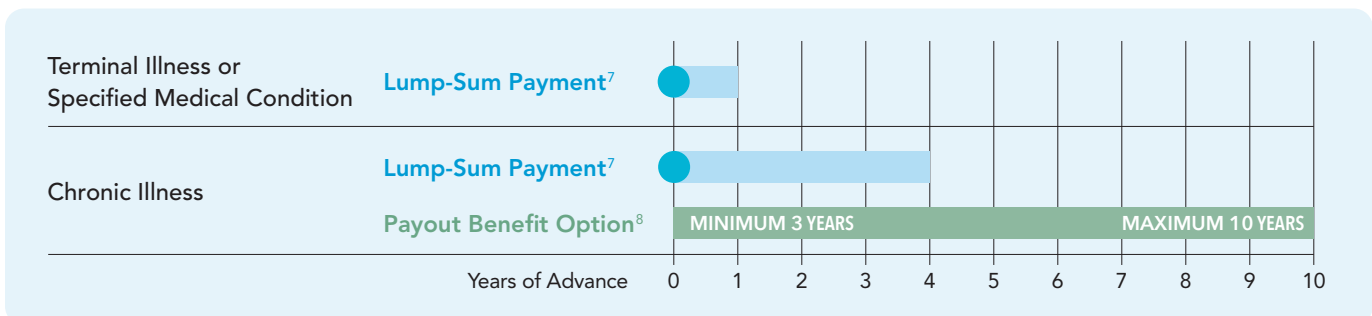 Terminal Illness or
Specified Medical Condition
Lump-Sum Payment7
Chronic Illness
Lump-Sum Payment7
Payout Benefit Option8
MINIMUM 3 YEARS
MAXIMUM 10 YEARS
Years of Advance 0 1 2 3 4 5 6 7 8 9 10